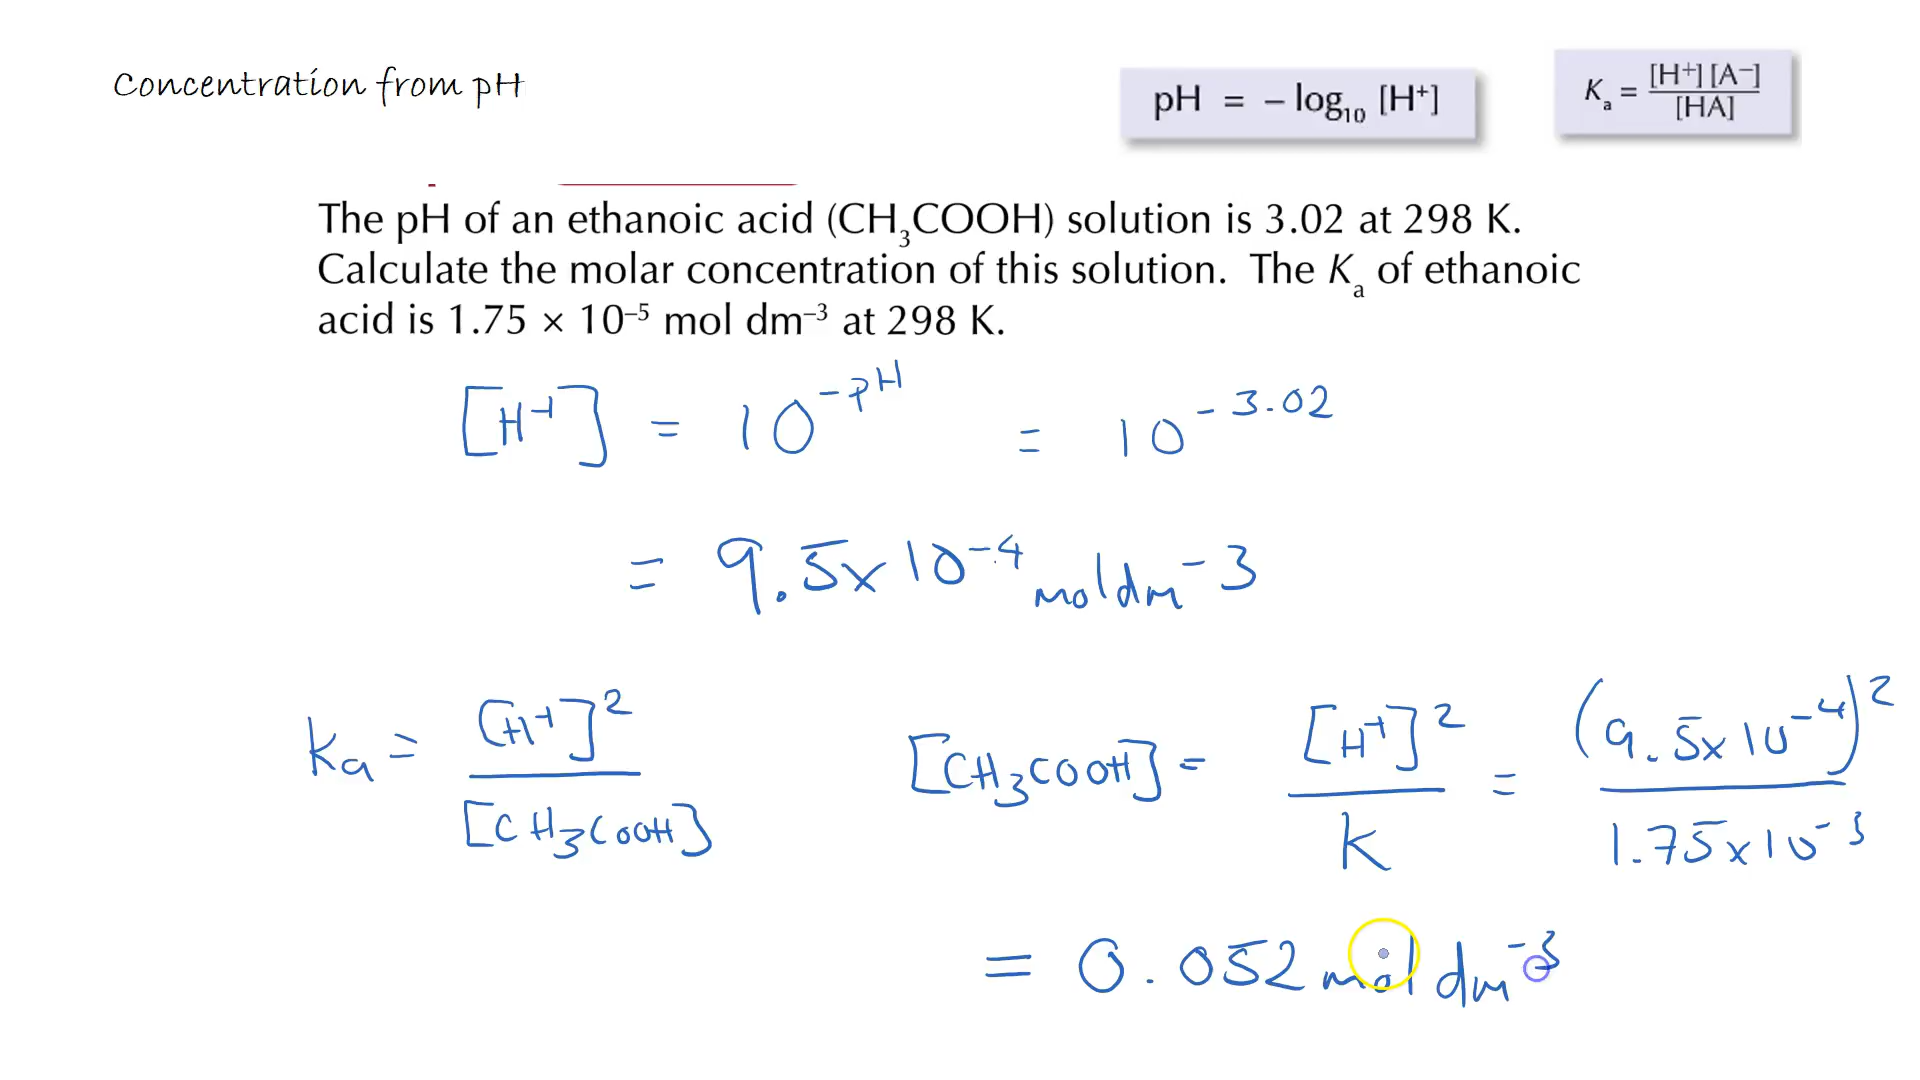 Concentration from pH
pH = – log₁₀ [H⁺]
Kₐ = [H⁺] [A⁻] / [HA]
The pH of an ethanoic acid (CH₃COOH) solution is 3.02 at 298 K.
Calculate the molar concentration of this solution. The Kₐ of ethanoic
acid is 1.75 × 10⁻⁵ mol dm⁻³ at 298 K.
[H⁺] = 10⁻ᵖᴴ = 10^-3.02
= 9.5x10⁻⁴ mol dm⁻³
Ka = [H⁺]² / [CH₃COOH]
[CH₃COOH] = [H⁺]² / K = (9.5x10⁻⁴)² / 1.75x10⁻³
= 0.052 mol dm⁻³